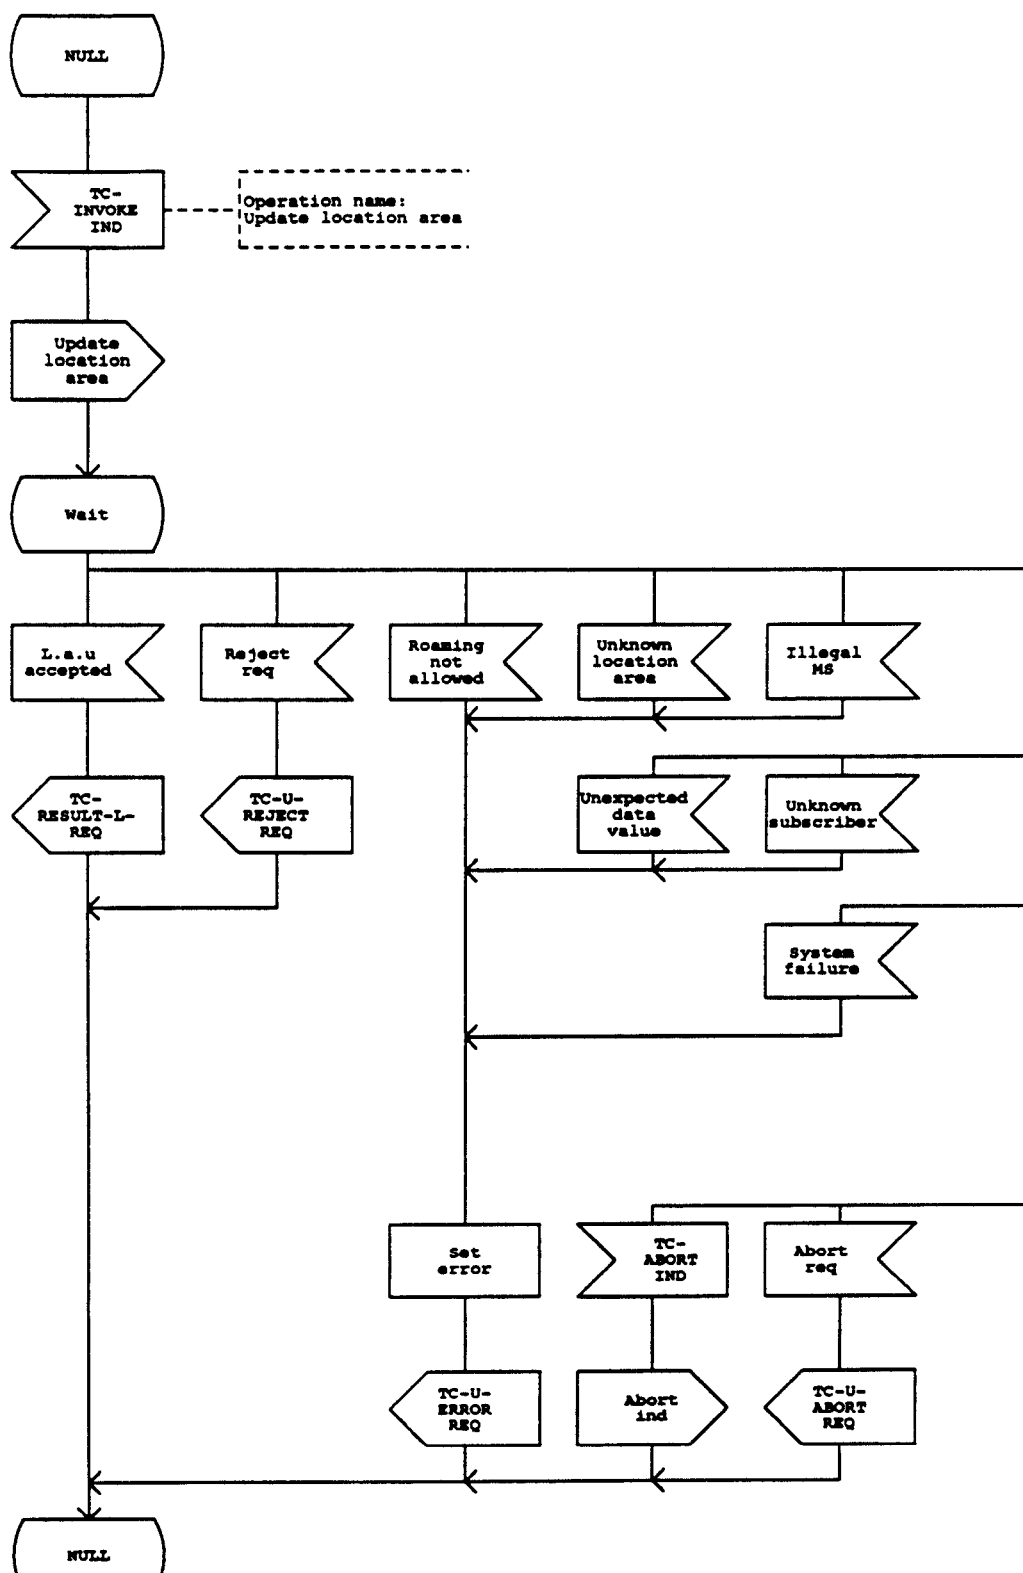 NULL
TC-
INVOKE
IND
Operation name:
Update location area
Update
location
area
Wait
L.a.u
accepted
Reject
req
Roaming
not
allowed
Unknown
location
area
Illegal
MS
TC-
RESULT-L-
REQ
TC-U-
REJECT
REQ
Unexpected
data
value
Unknown
subscriber
System
failure
Set
error
TC-
ABORT
IND
Abort
req
TC-U-
ERROR
REQ
Abort
ind
TC-U-
ABORT
REQ
NULL